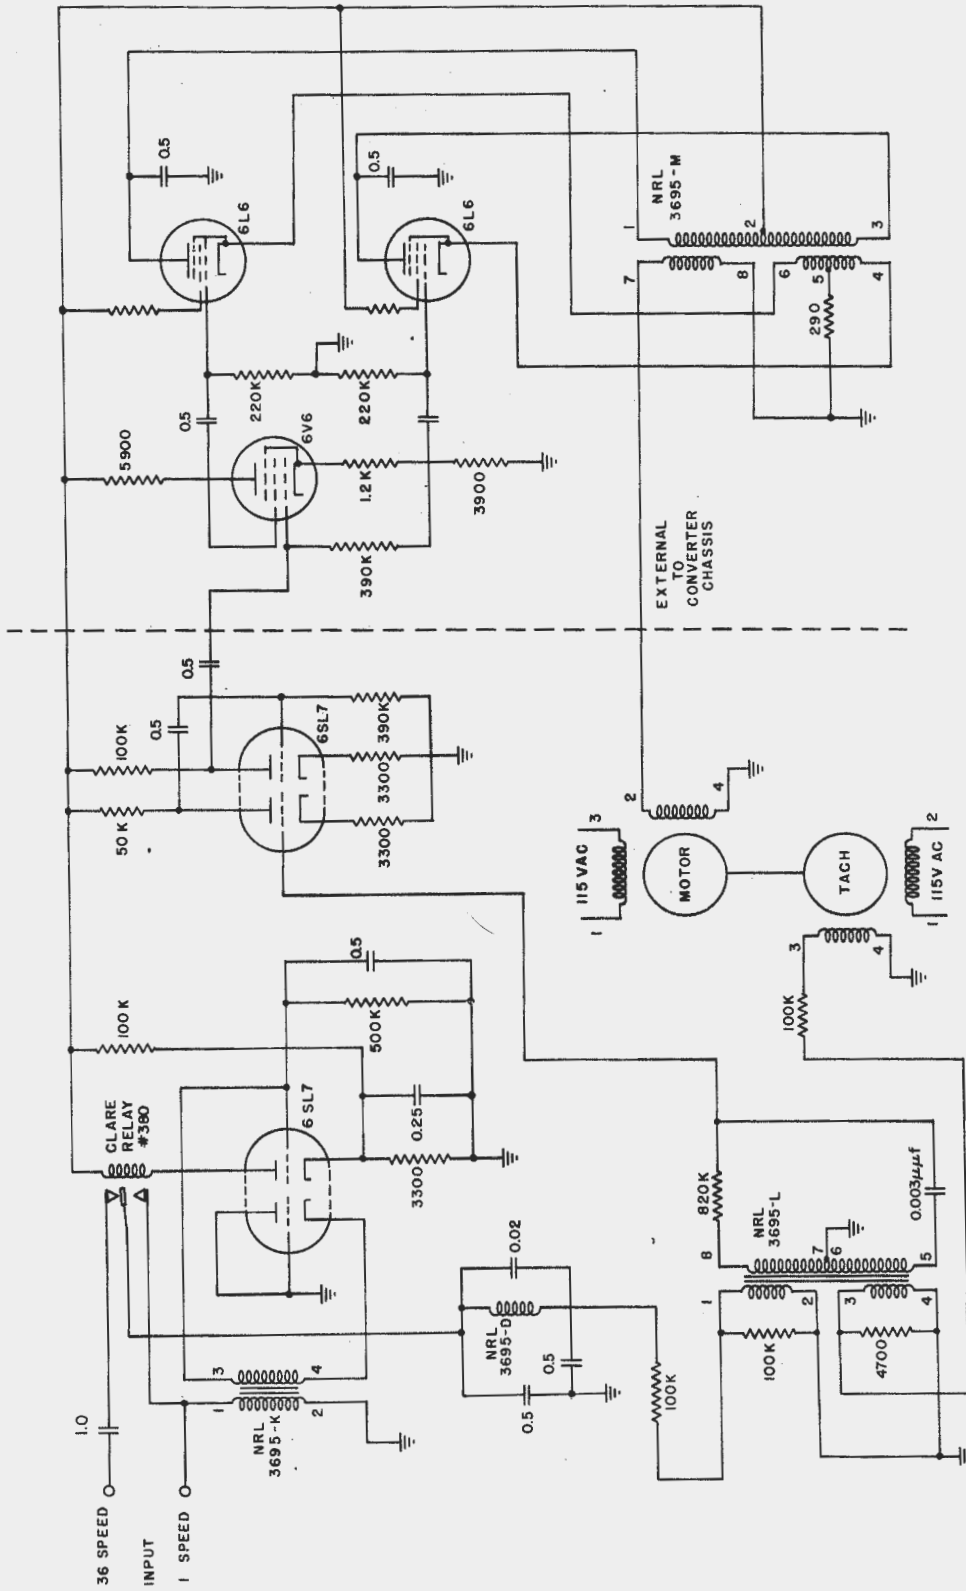 36 SPEED
INPUT
1 SPEED
1.0
1
3
2
4
NRL
3695-K
CLARE
RELAY
#380
100K
6SL7
0.5
500K
0.25
3300
0.02
NRL
3695-D
0.5
0.5
100K
50K
100K
0.5
0.5
6SL7
390K
3300
3300
5900
6V6
0.5
220K
220K
1.2K
3900
390K
0.5
6L6
0.5
6L6
NRL
3695-M
1
2
3
7
8
6
5
4
290
EXTERNAL
TO
CONVERTER
CHASSIS
115VAC
1
3
2
4
MOTOR
TACH
115V AC
1
2
3
4
100K
820K
NRL
3695-L
0.003μμf
8
7
6
5
1
2
3
4
100K
4700